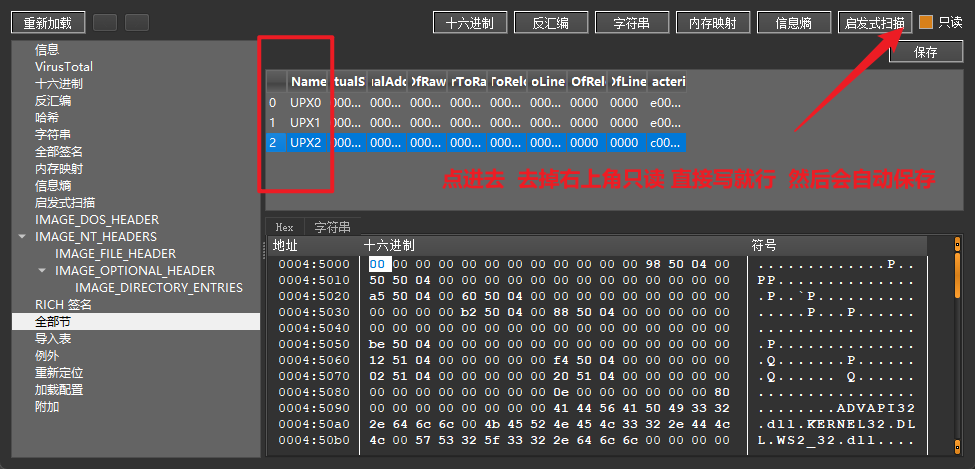 重新加载 十六进制 反汇编 字符串 内存映射 信息熵 启发式扫描 只读
保存
信息
VirusTotal
十六进制
反汇编
哈希
字符串
全部签名
内存映射
信息熵
启发式扫描
IMAGE_DOS_HEADER
IMAGE_NT_HEADERS
IMAGE_FILE_HEADER
IMAGE_OPTIONAL_HEADER
IMAGE_DIRECTORY_ENTRIES
RICH 签名
全部节
导入表
例外
重新定位
加载配置
附加
Name tualS ualAdd OfRaw rToRa ToRelo oLine OfRel OfLine acteri
0 UPX0 000... 000... 000... 000... 000... 000... 0000 0000 e00...
1 UPX1 000... 000... 000... 000... 000... 000... 0000 0000 e00...
2 UPX2 000... 000... 000... 000... 000... 000... 0000 0000 c00...
点进去 去掉右上角只读 直接写就行 然后会自动保存
Hex 字符串
地址 十六进制 符号
0004:5000 00 00 00 00 00 00 00 00 00 00 00 00 98 50 04 00 .............P..
0004:5010 50 50 04 00 00 00 00 00 00 00 00 00 00 00 00 00 PP..............
0004:5020 a5 50 04 00 60 50 04 00 00 00 00 00 00 00 00 00 .P..`P..........
0004:5030 00 00 00 00 b2 50 04 00 88 50 04 00 00 00 00 00 .....P...P......
0004:5040 00 00 00 00 00 00 00 00 00 00 00 00 00 00 00 00 ................
0004:5050 be 50 04 00 00 00 00 00 00 00 00 00 00 00 00 00 .P..............
0004:5060 12 51 04 00 00 00 00 00 f4 50 04 00 00 00 00 00 .Q.......P......
0004:5070 02 51 04 00 00 00 00 00 20 51 04 00 00 00 00 00 .Q...... Q......
0004:5080 00 00 00 00 00 00 00 00 0e 00 00 00 00 00 00 80 ................
0004:5090 00 00 00 00 00 00 00 00 41 44 56 41 50 49 33 32 ........ADVAPI32
0004:50a0 2e 64 6c 6c 00 4b 45 52 4e 45 4c 33 32 2e 44 4c .dll.KERNEL32.DL
0004:50b0 4c 00 57 53 32 5f 33 32 2e 64 6c 6c 00 00 00 00 L.WS2_32.dll....